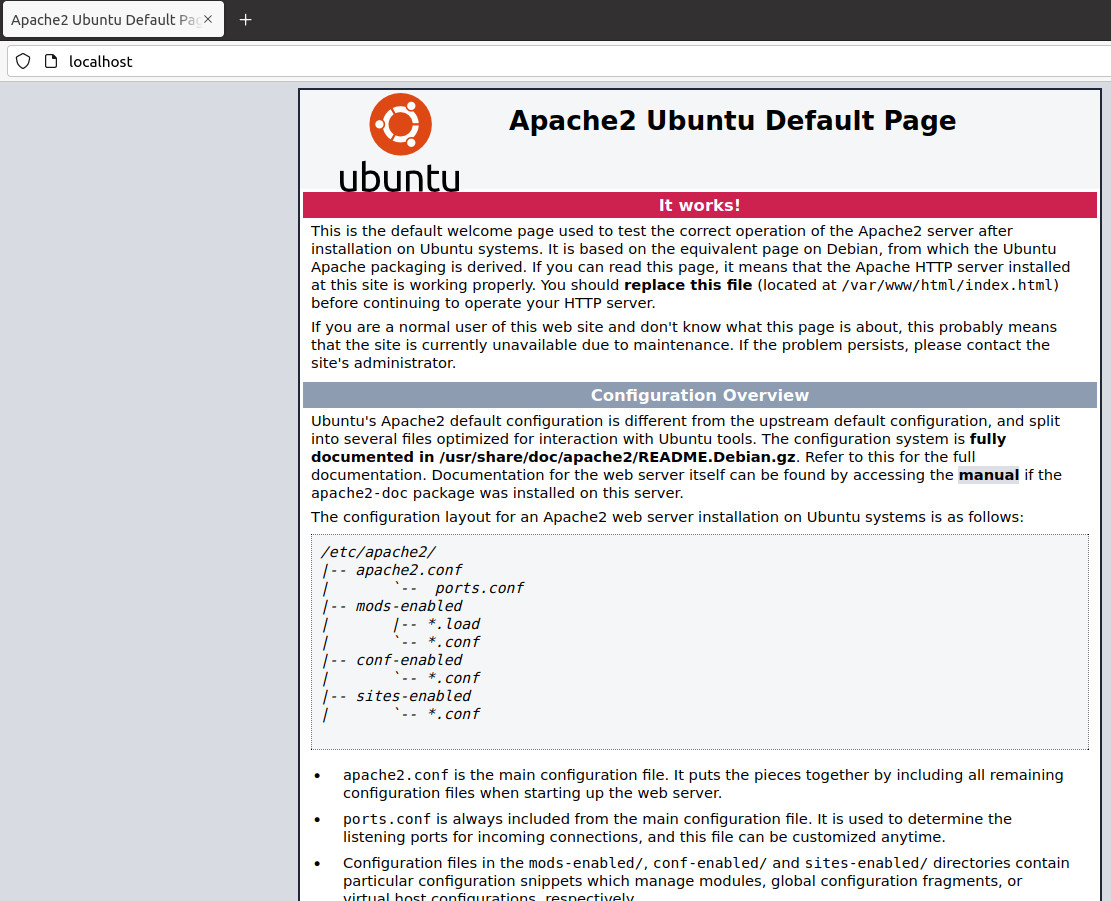 Apache2 Ubuntu Default Pag
localhost
ubuntu
Apache2 Ubuntu Default Page
It works!
This is the default welcome page used to test the correct operation of the Apache2 server after
installation on Ubuntu systems. It is based on the equivalent page on Debian, from which the Ubuntu
Apache packaging is derived. If you can read this page, it means that the Apache HTTP server installed
at this site is working properly. You should replace this file (located at /var/www/html/index.html)
before continuing to operate your HTTP server.
If you are a normal user of this web site and don't know what this page is about, this probably means
that the site is currently unavailable due to maintenance. If the problem persists, please contact the
site's administrator.
Configuration Overview
Ubuntu's Apache2 default configuration is different from the upstream default configuration, and split
into several files optimized for interaction with Ubuntu tools. The configuration system is fully
documented in /usr/share/doc/apache2/README.Debian.gz. Refer to this for the full
documentation. Documentation for the web server itself can be found by accessing the manual if the
apache2-doc package was installed on this server.
The configuration layout for an Apache2 web server installation on Ubuntu systems is as follows:
/etc/apache2/
|-- apache2.conf
|       `--  ports.conf
|-- mods-enabled
|       |-- *.load
|       `-- *.conf
|-- conf-enabled
|       `-- *.conf
|-- sites-enabled
|       `-- *.conf
• apache2.conf is the main configuration file. It puts the pieces together by including all remaining
configuration files when starting up the web server.
• ports.conf is always included from the main configuration file. It is used to determine the
listening ports for incoming connections, and this file can be customized anytime.
• Configuration files in the mods-enabled/, conf-enabled/ and sites-enabled/ directories contain
particular configuration snippets which manage modules, global configuration fragments, or
virtual host configurations, respectively.